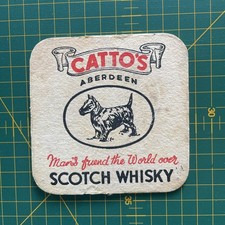 CATTO'S
ABERDEEN
Man's friend the World over
SCOTCH WHISKY